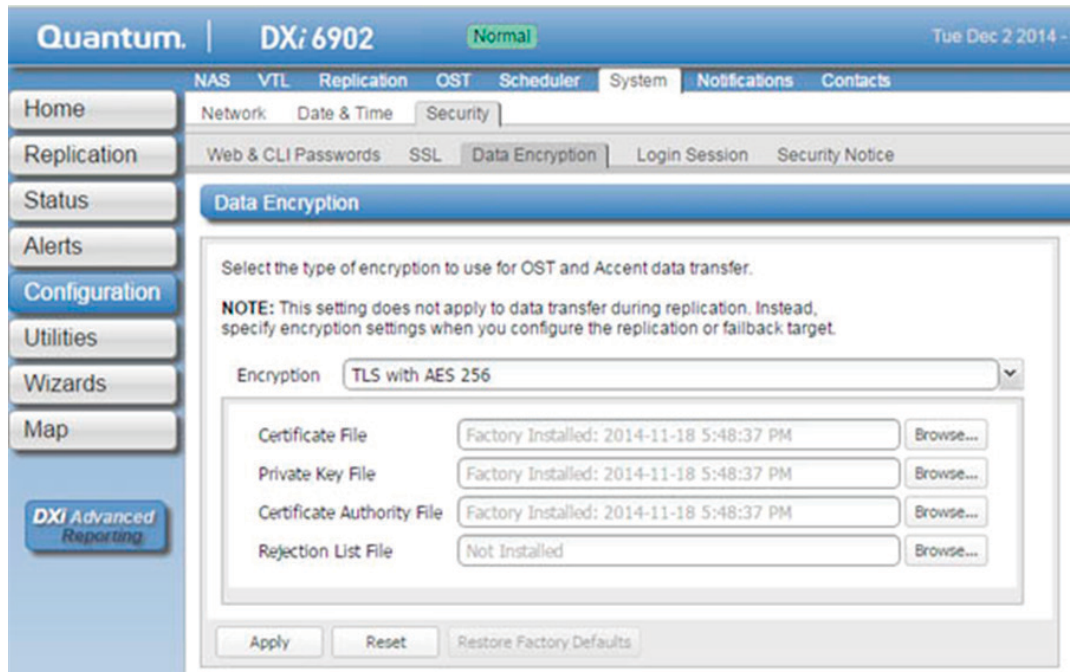 Quantum. DXi 6902 Normal Tue Dec 2 2014 -
NAS VTL Replication OST Scheduler System Notifications Contacts
Home
Replication
Status
Alerts
Configuration
Utilities
Wizards
Map
DXi Advanced
Reporting
Network Date & Time Security
Web & CLI Passwords SSL Data Encryption Login Session Security Notice
Data Encryption
Select the type of encryption to use for OST and Accent data transfer.
NOTE: This setting does not apply to data transfer during replication. Instead,
specify encryption settings when you configure the replication or failback target.
Encryption TLS with AES 256
Certificate File Factory Installed: 2014-11-18 5:48:37 PM Browse...
Private Key File Factory Installed: 2014-11-18 5:48:37 PM Browse...
Certificate Authority File Factory Installed: 2014-11-18 5:48:37 PM Browse...
Rejection List File Not Installed Browse...
Apply Reset Restore Factory Defaults